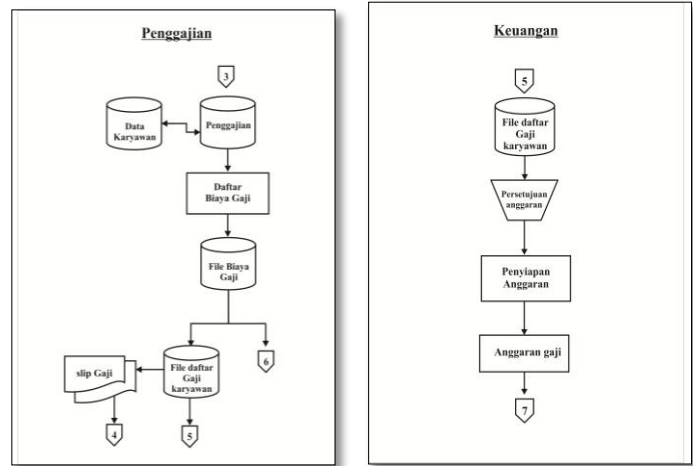 Penggajian
3
Data
Karyawan
Penggajian
Daftar
Biaya Gaji
File Biaya
Gaji
6
slip Gaji
File daftar
Gaji
karyawan
4
5
Keuangan
5
File daftar
Gaji
karyawan
Persetujuan
anggaran
Penyiapan
Anggaran
Anggaran gaji
7